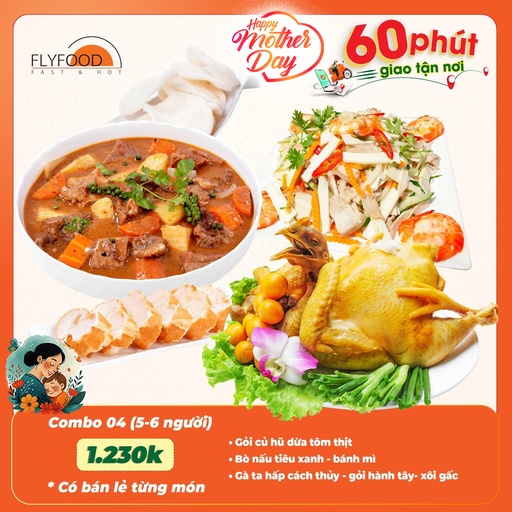 FLYFOOD
FAST & HOT
Happy
Mother
Day
60phút
giao tận nơi
Combo 04 (5-6 người)
1.230k
* Có bán lẻ từng món
• Gỏi củ hũ dừa tôm thịt
• Bò nấu tiêu xanh - bánh mì
• Gà ta hấp cách thủy - gỏi hành tây- xôi gấc